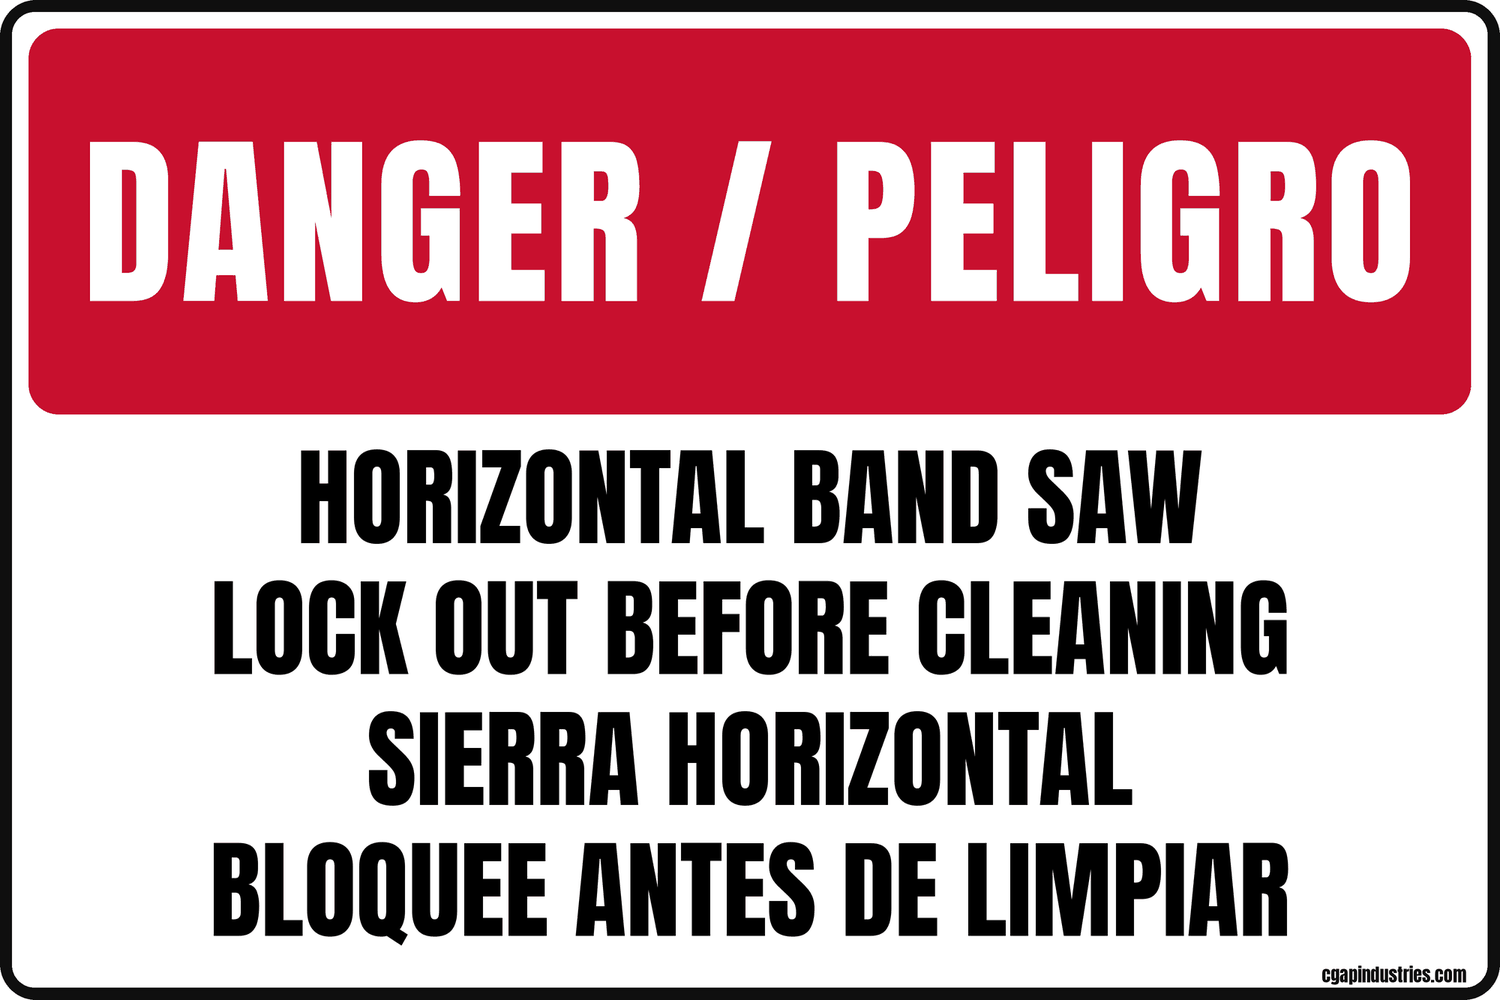 DANGER / PELIGRO
HORIZONTAL BAND SAW
LOCK OUT BEFORE CLEANING
SIERRA HORIZONTAL
BLOQUEE ANTES DE LIMPIAR
cgapindustries.com